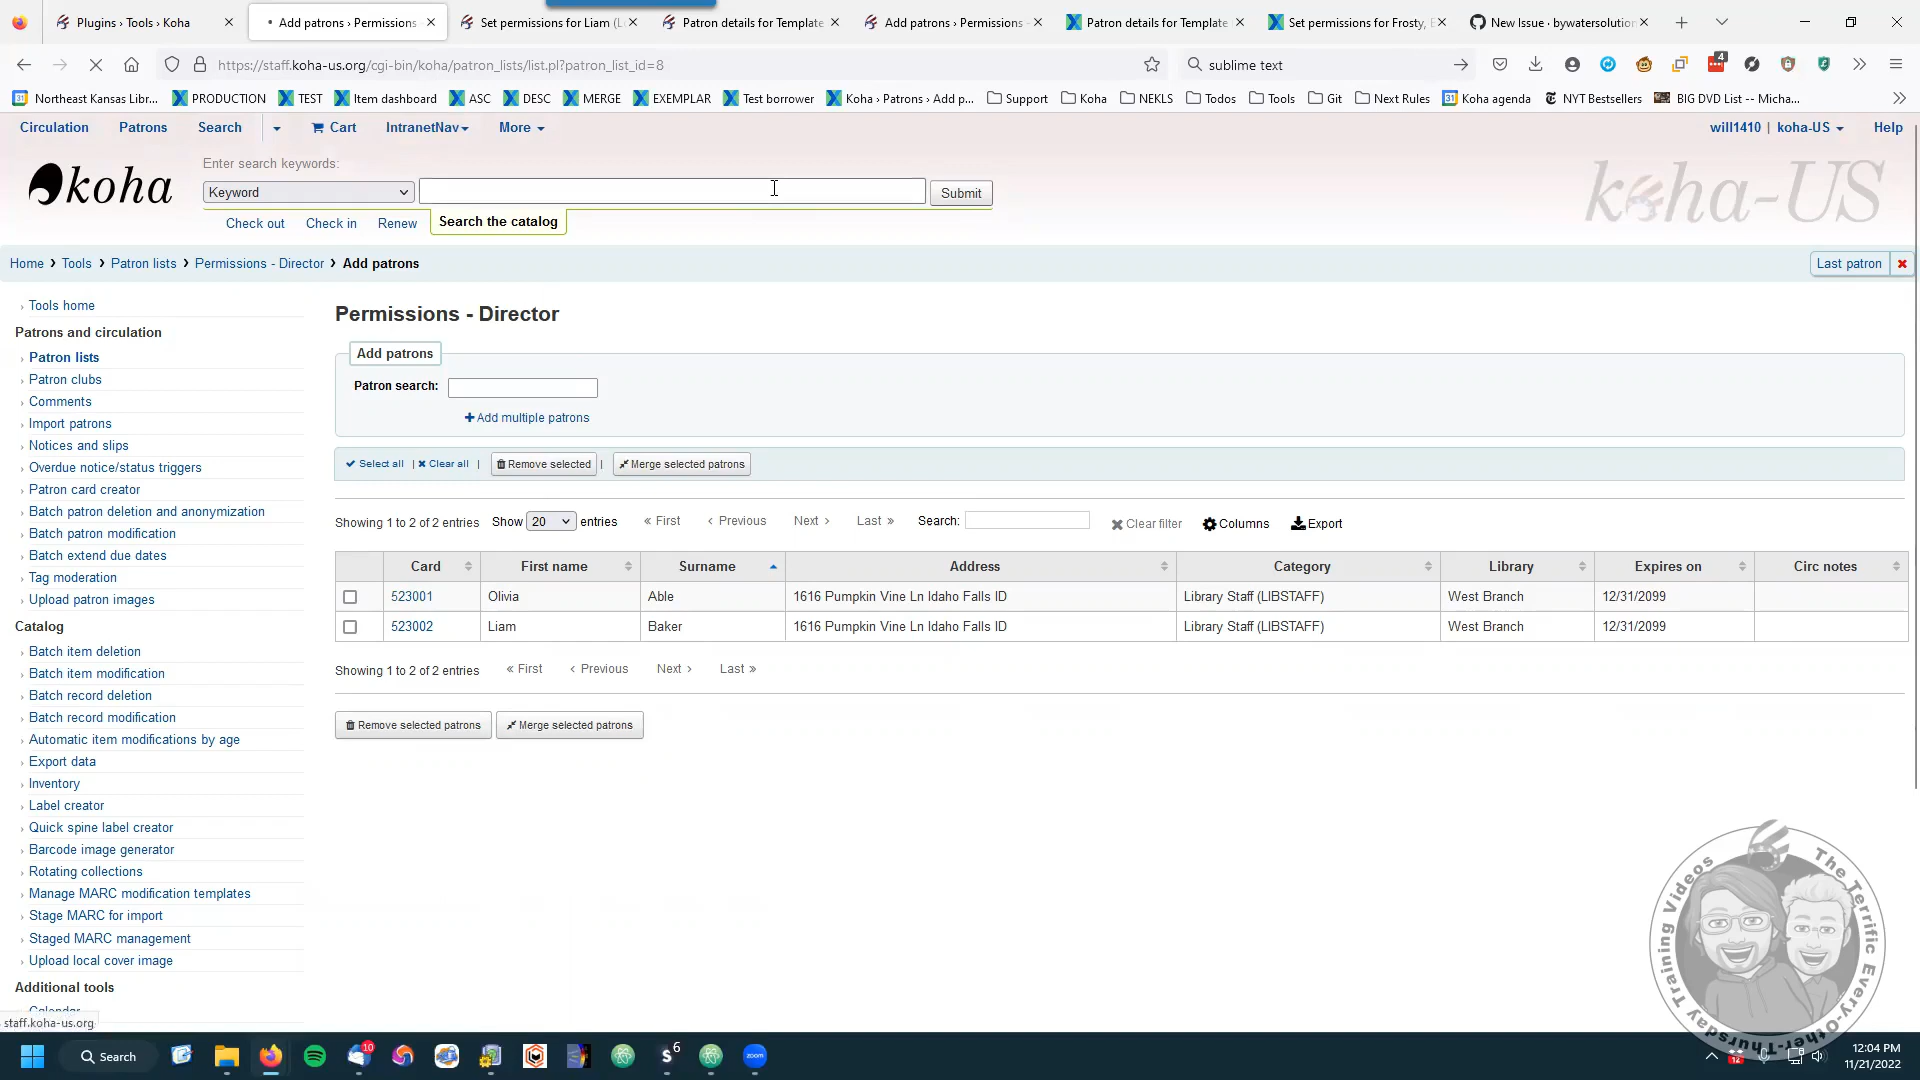 Plugins › Tools › Koha
Add patrons › Permissions
Set permissions for Liam (L
Patron details for Template
Add patrons › Permissions -
Patron details for Template
Set permissions for Frosty, E
New Issue · bywatersolution
https://staff.koha-us.org/cgi-bin/koha/patron_lists/list.pl?patron_list_id=8
sublime text
4
Northeast Kansas Libr... PRODUCTION TEST Item dashboard ASC DESC MERGE EXEMPLAR Test borrower Koha › Patrons › Add p... Support Koha NEKLS Todos Tools Git Next Rules Koha agenda NYT Bestsellers BIG DVD List -- Micha...
Circulation Patrons Search Cart IntranetNav More will1410 | koha-US Help
Enter search keywords:
koha
Keyword
Submit
koha-US
Check out Check in Renew Search the catalog
Home › Tools › Patron lists › Permissions - Director › Add patrons
Last patron
Tools home
Patrons and circulation
Patron lists
Patron clubs
Comments
Import patrons
Notices and slips
Overdue notice/status triggers
Patron card creator
Batch patron deletion and anonymization
Batch patron modification
Batch extend due dates
Tag moderation
Upload patron images
Catalog
Batch item deletion
Batch item modification
Batch record deletion
Batch record modification
Automatic item modifications by age
Export data
Inventory
Label creator
Quick spine label creator
Barcode image generator
Rotating collections
Manage MARC modification templates
Stage MARC for import
Staged MARC management
Upload local cover image
Additional tools
Calendar
Permissions - Director
Add patrons
Patron search:
Add multiple patrons
Select all | Clear all | Remove selected | Merge selected patrons
Showing 1 to 2 of 2 entries Show 20 entries « First ‹ Previous Next › Last » Search: Clear filter Columns Export
Card First name Surname Address Category Library Expires on Circ notes
523001 Olivia Able 1616 Pumpkin Vine Ln Idaho Falls ID Library Staff (LIBSTAFF) West Branch 12/31/2099
523002 Liam Baker 1616 Pumpkin Vine Ln Idaho Falls ID Library Staff (LIBSTAFF) West Branch 12/31/2099
Showing 1 to 2 of 2 entries « First ‹ Previous Next › Last »
Remove selected patrons Merge selected patrons
The Terrific Every-Other-Thursday Training Videos
staff.koha-us.org
Search
10
6
zoom
12
12:04 PM
11/21/2022